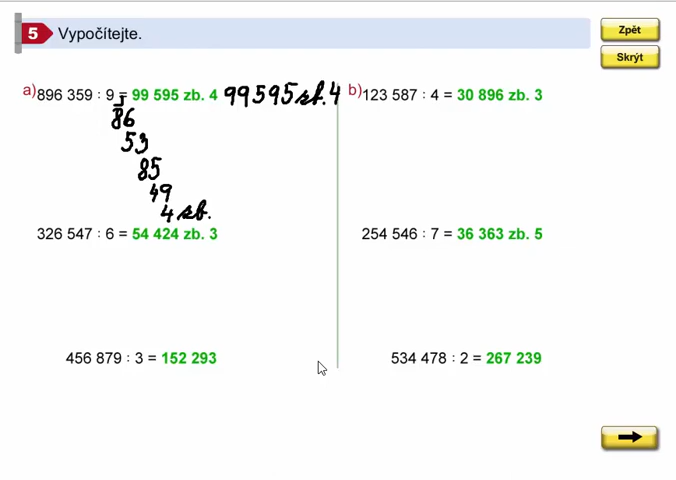 5 Vypočítejte.
Zpět
Skrýt
a) 896 359 : 9 = 99 595 zb. 4 99595 zb. 4
b) 123 587 : 4 = 30 896 zb. 3
86
53
85
49
4 zb.
326 547 : 6 = 54 424 zb. 3
254 546 : 7 = 36 363 zb. 5
456 879 : 3 = 152 293
534 478 : 2 = 267 239